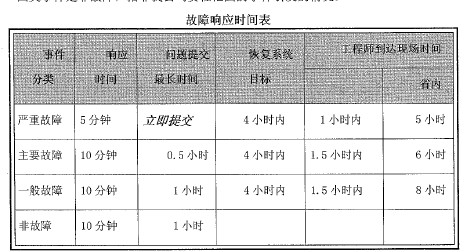 故障响应时间表
事件 响应 问题提交 恢复系统 工程师到达现场时间
分类 时间 最长时间 目标 省内
严重故障 5分钟 立即提交 4小时内 1小时内 5小时
主要故障 10分钟 0.5小时 4小时内 1.5小时内 6小时
一般故障 10分钟 1小时 4小时内 1.5小时内 8小时
非故障 10分钟 1小时